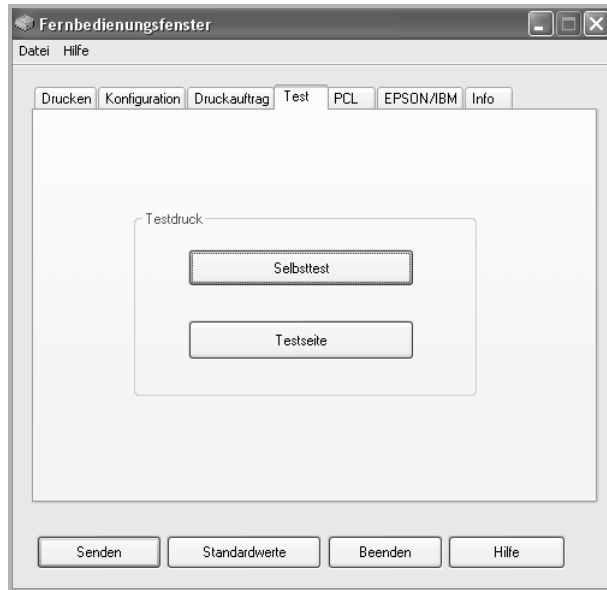 Fernbedienungsfenster
Datei Hilfe
Drucken Konfiguration Druckauftrag Test PCL EPSON/IBM Info
Testdruck
Selbsttest
Testseite
Senden Standardwerte Beenden Hilfe